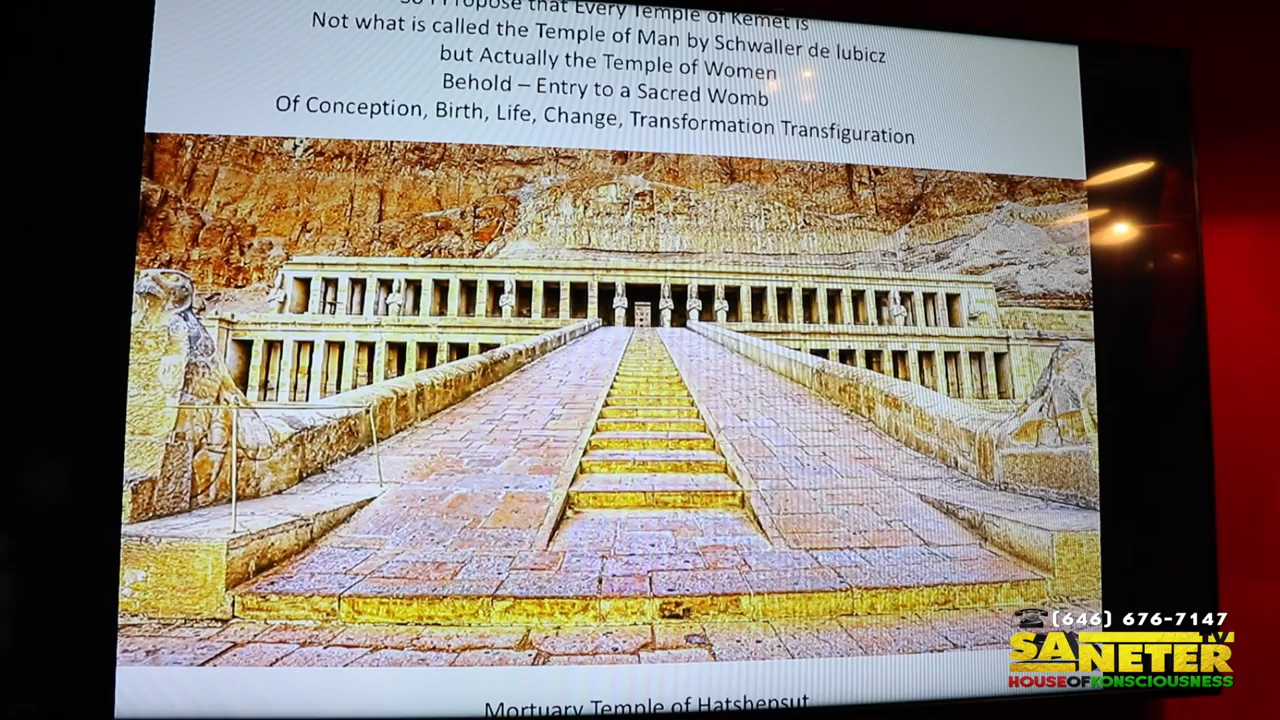 So I Propose that Every Temple of Kemet is
Not what is called the Temple of Man by Schwaller de lubicz
but Actually the Temple of Women
Behold – Entry to a Sacred Womb
Of Conception, Birth, Life, Change, Transformation Transfiguration
Mortuary Temple of Hatshepsut
(646) 676-7147
SANETER TV
HOUSEOFKONSCIOUSNESS